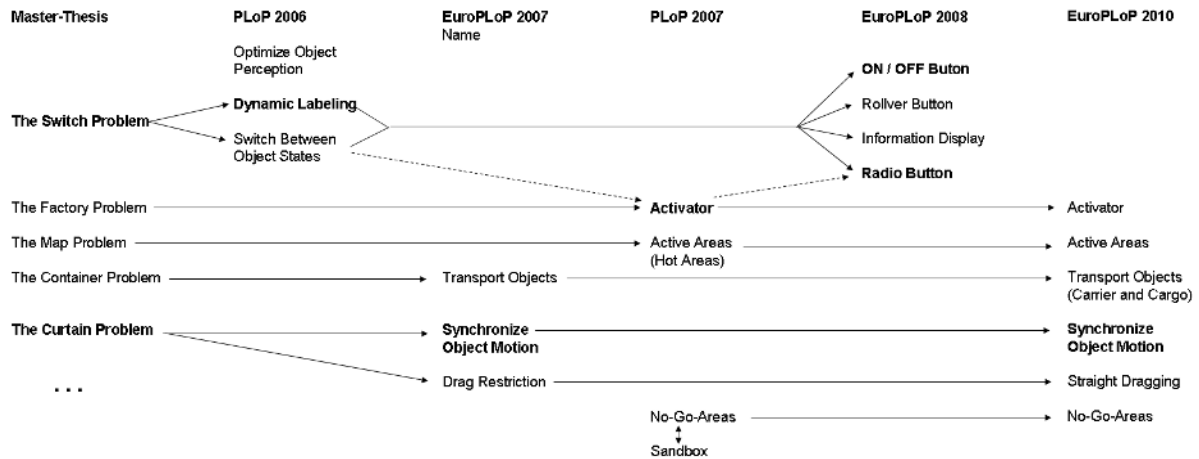 Master-Thesis PLoP 2006 EuroPLoP 2007 PLoP 2007 EuroPLoP 2008 EuroPLoP 2010
Name
Optimize Object
Perception
ON / OFF Buton
Dynamic Labeling
Rollver Button
The Switch Problem
Switch Between
Object States
Information Display
Radio Button
The Factory Problem Activator Activator
The Map Problem Active Areas Active Areas
(Hot Areas)
The Container Problem Transport Objects Transport Objects
(Carrier and Cargo)
The Curtain Problem Synchronize Synchronize
Object Motion Object Motion
. . . Drag Restriction Straight Dragging
No-Go-Areas No-Go-Areas
Sandbox